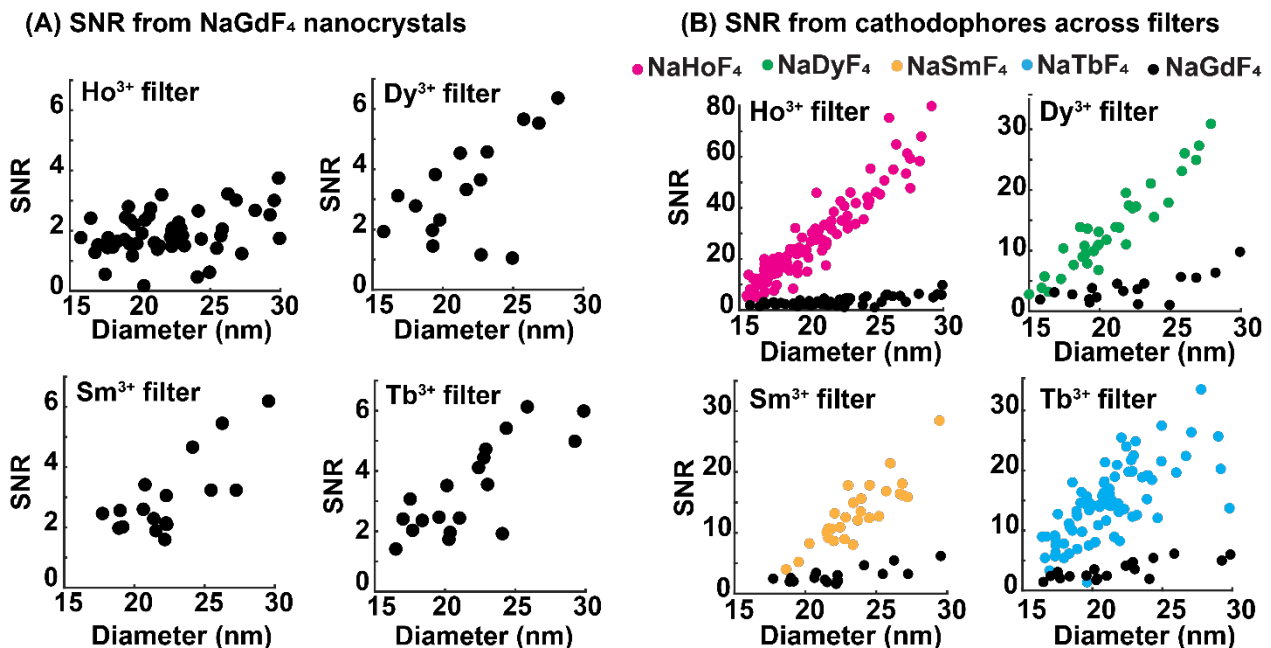 (A) SNR from NaGdF₄ nanocrystals
Ho³⁺ filter
SNR
6
4
2
0
15 20 25 30
Diameter (nm)
Dy³⁺ filter
SNR
6
4
2
0
15 20 25 30
Diameter (nm)
Sm³⁺ filter
SNR
6
4
2
0
15 20 25 30
Diameter (nm)
Tb³⁺ filter
SNR
6
4
2
0
15 20 25 30
Diameter (nm)
(B) SNR from cathodophores across filters
NaHoF₄ NaDyF₄ NaSmF₄ NaTbF₄ NaGdF₄
Ho³⁺ filter
SNR
80
60
40
20
0
15 20 25 30
Diameter (nm)
Dy³⁺ filter
30
20
10
0
15 20 25 30
Diameter (nm)
Sm³⁺ filter
SNR
30
20
10
0
15 20 25 30
Diameter (nm)
Tb³⁺ filter
30
20
10
0
15 20 25 30
Diameter (nm)